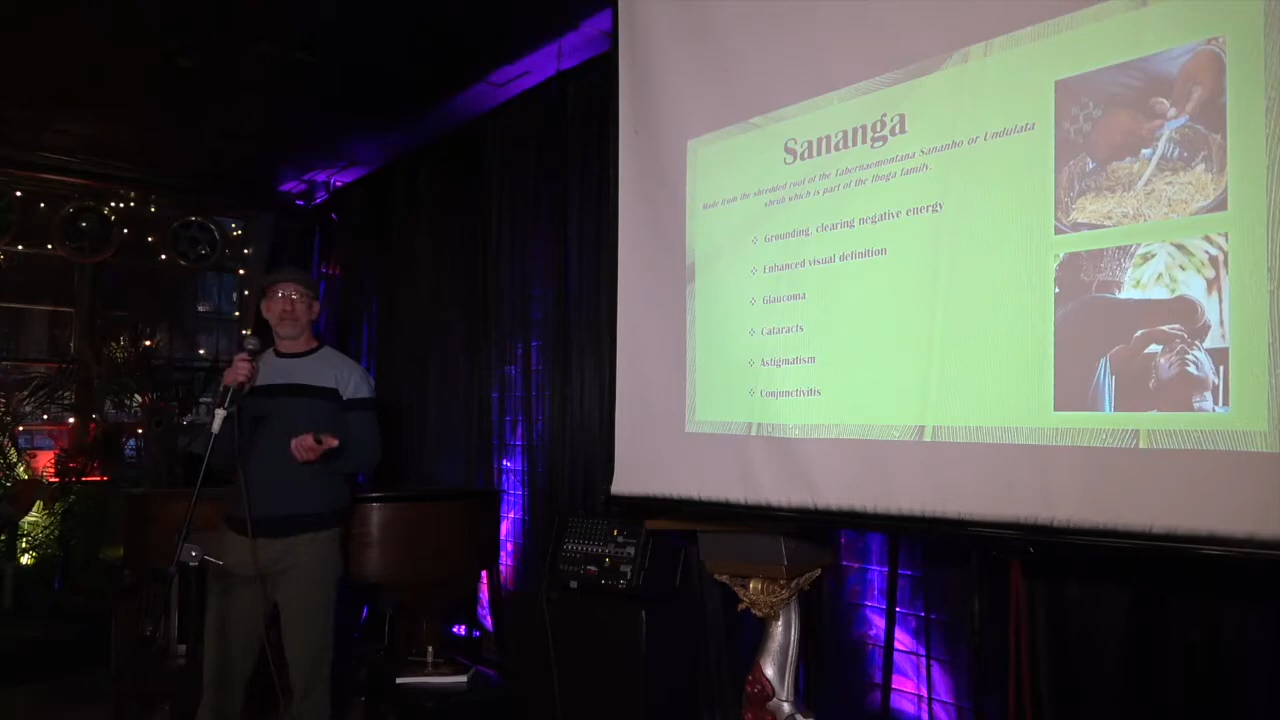 Sananga
Made from the shredded root of the Tabernaemontana Sananho or Undulata
shrub which is part of the Iboga family.
❖ Grounding, clearing negative energy
❖ Enhanced visual definition
❖ Glaucoma
❖ Cataracts
❖ Astigmatism
❖ Conjunctivitis